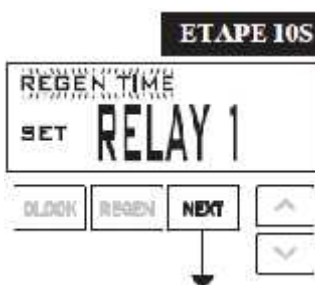 ETAPE 10S
REGEN TIME
SET RELAY 1
CLOCK REGEN NEXT